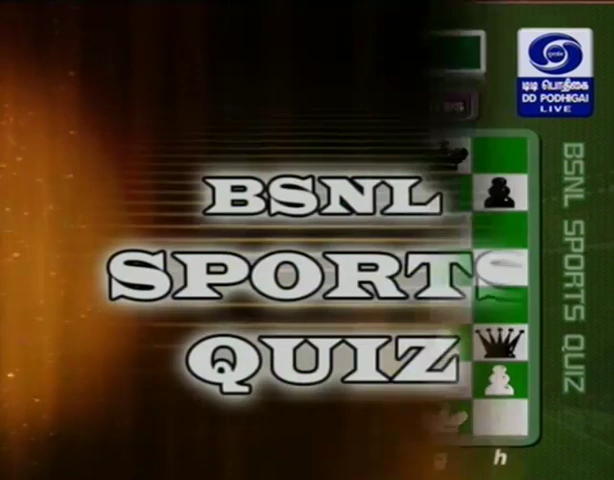 BSNL
SPORTS
QUIZ
டிடி பொதிகை
DD PODHIGAI
LIVE
BSNL SPORTS QUIZ
g
h